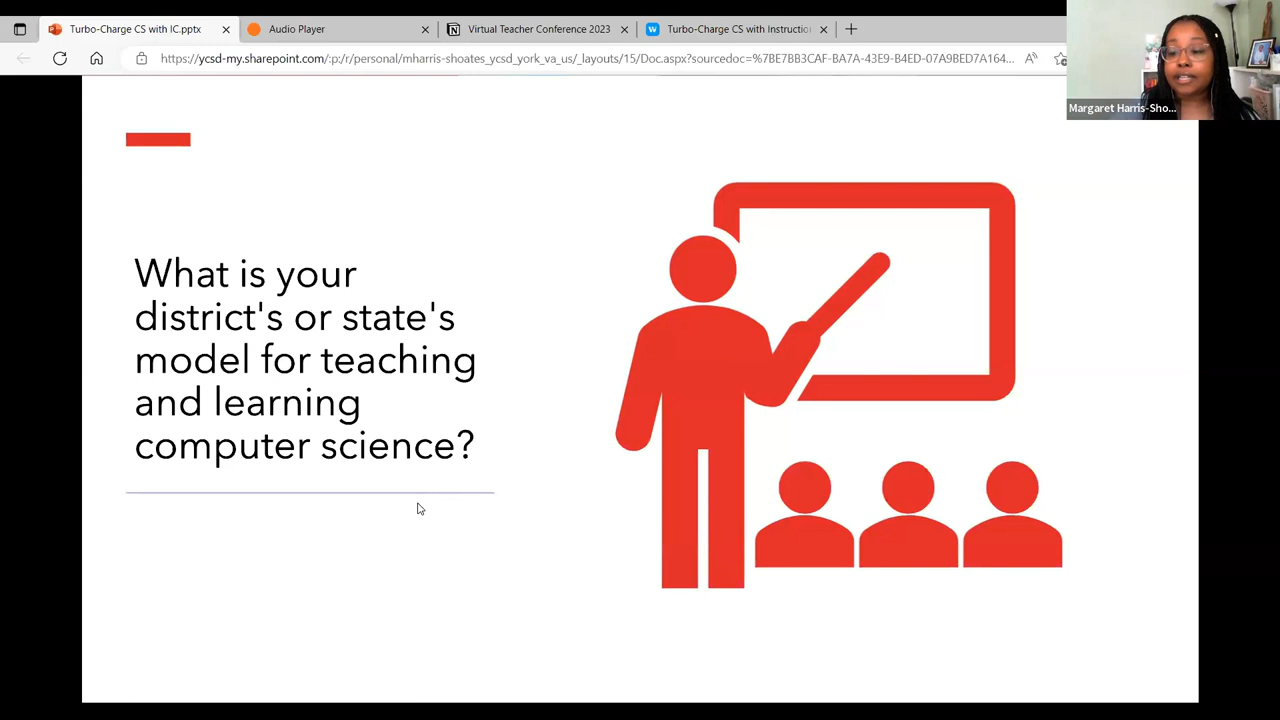 Turbo-Charge CS with IC.pptx
Audio Player
Virtual Teacher Conference 2023
Turbo-Charge CS with Instruction
https://ycsd-my.sharepoint.com/:p:/r/personal/mharris-shoates_ycsd_york_va_us/_layouts/15/Doc.aspx?sourcedoc=%7BE7BB3CAF-BA7A-43E9-B4ED-07A9BED7A164...
Margaret Harris-Sho...
What is your
district's or state's
model for teaching
and learning
computer science?